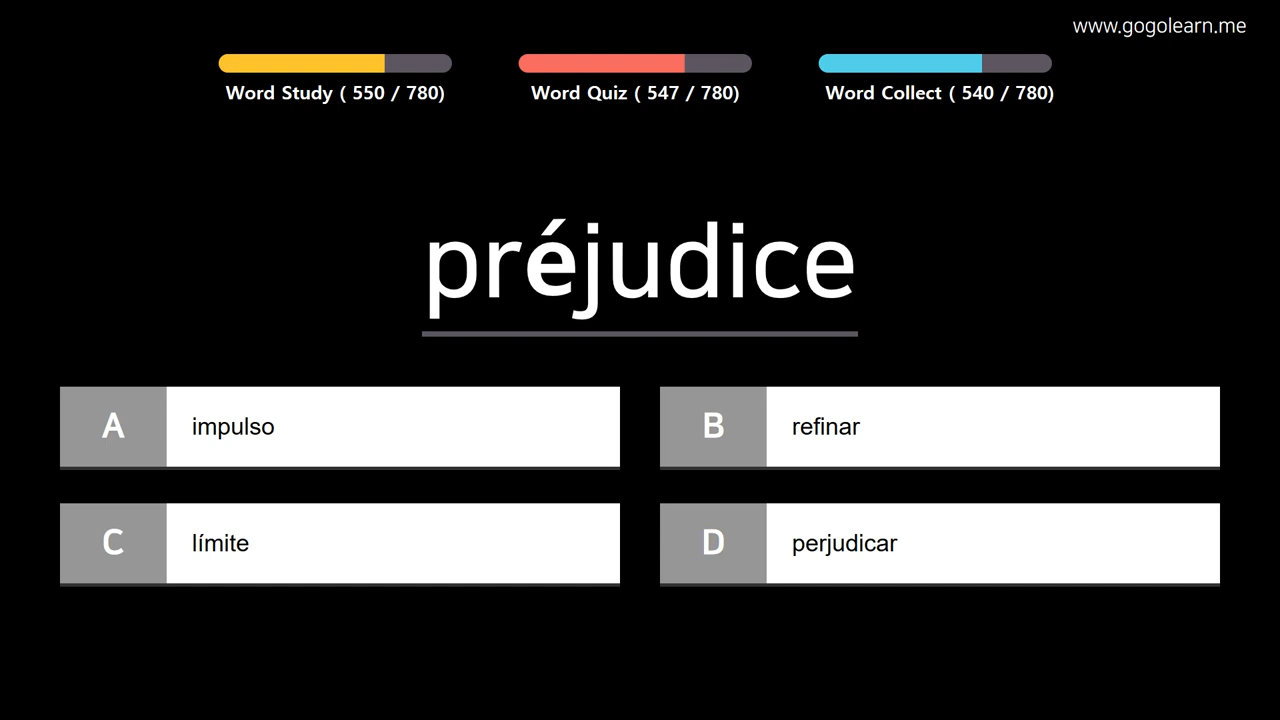 www.gogolearn.me
Word Study ( 550 / 780)
Word Quiz ( 547 / 780)
Word Collect ( 540 / 780)
préjudice
A impulso
B refinar
C límite
D perjudicar